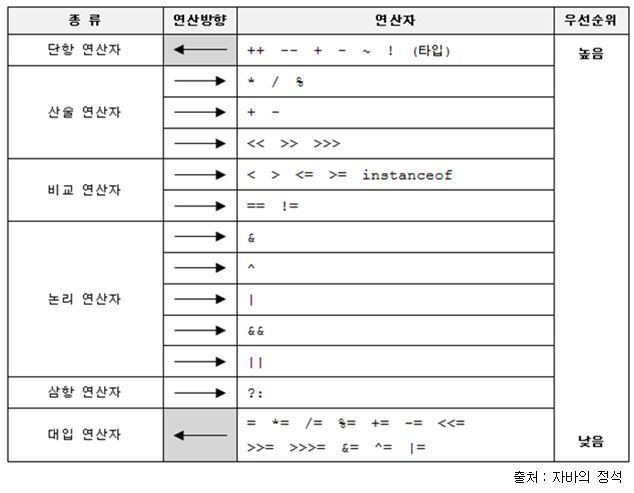 종 류 연산방향 연산자 우선순위
단항 연산자 ++ -- + - ~ ! (타입) 높음
* / %
산술 연산자 + -
<< >> >>>
비교 연산자 < > <= >= instanceof
== !=
&
^
논리 연산자 |
&&
||
삼항 연산자 ?:
대입 연산자 = *= /= %= += -= <<=
>>= >>>= &= ^= |= 낮음
출처 : 자바의 정석